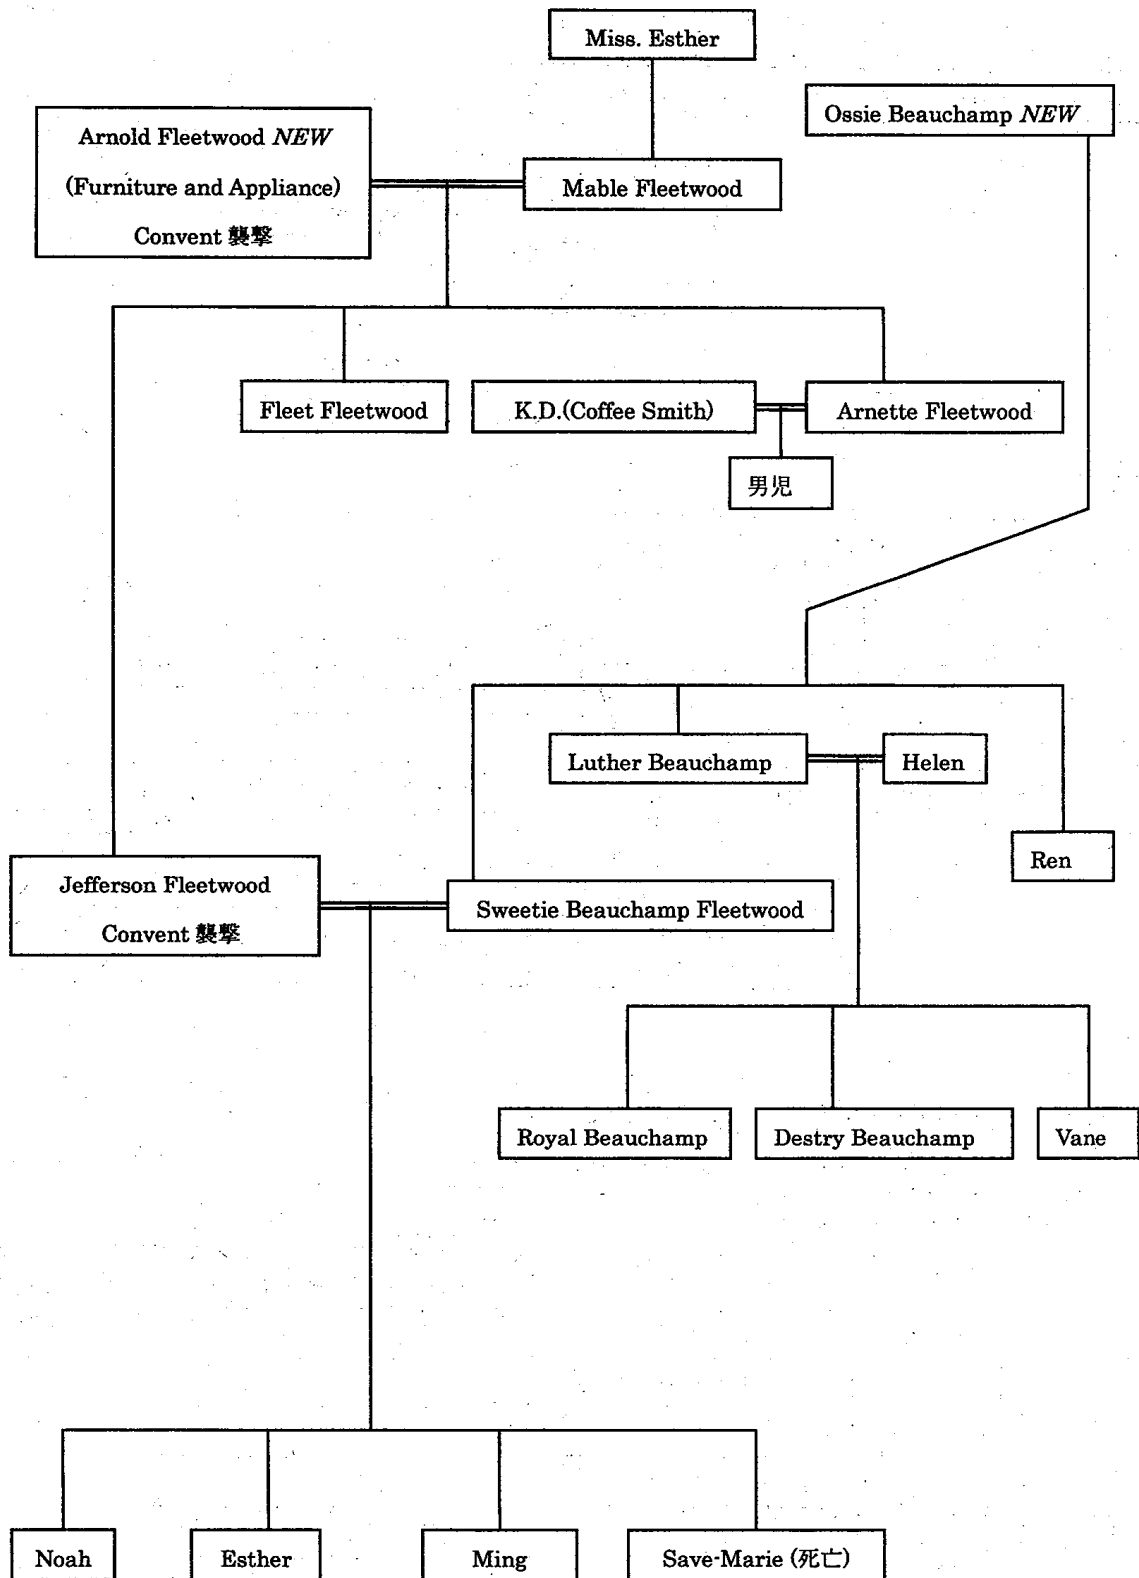 Miss. Esther
Ossie Beauchamp NEW
Arnold Fleetwood NEW
(Furniture and Appliance)
Convent 襲撃
Mable Fleetwood
Fleet Fleetwood
K.D.(Coffee Smith)
Arnette Fleetwood
男児
Luther Beauchamp
Helen
Ren
Jefferson Fleetwood
Convent 襲撃
Sweetie Beauchamp Fleetwood
Royal Beauchamp
Destry Beauchamp
Vane
Noah
Esther
Ming
Save-Marie (死亡)